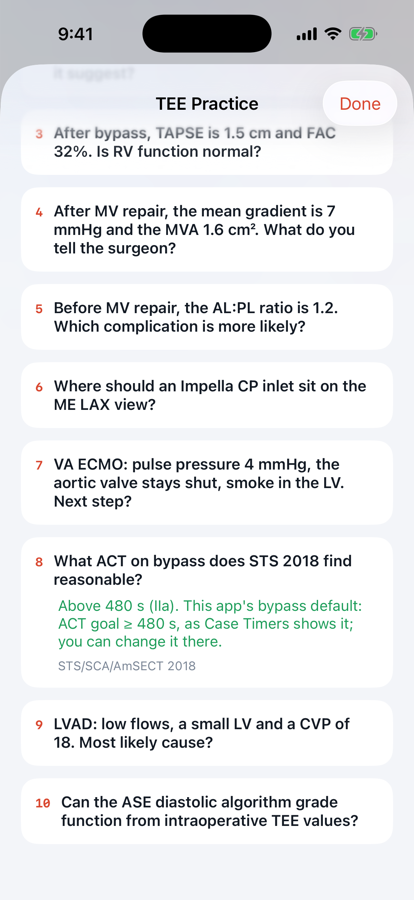 9:41
it suggest?
TEE Practice
Done
3 After bypass, TAPSE is 1.5 cm and FAC
32%. Is RV function normal?
4 After MV repair, the mean gradient is 7
mmHg and the MVA 1.6 cm². What do you
tell the surgeon?
5 Before MV repair, the AL:PL ratio is 1.2.
Which complication is more likely?
6 Where should an Impella CP inlet sit on the
ME LAX view?
7 VA ECMO: pulse pressure 4 mmHg, the
aortic valve stays shut, smoke in the LV.
Next step?
8 What ACT on bypass does STS 2018 find
reasonable?
Above 480 s (IIa). This app's bypass default:
ACT goal ≥ 480 s, as Case Timers shows it;
you can change it there.
STS/SCA/AmSECT 2018
9 LVAD: low flows, a small LV and a CVP of
18. Most likely cause?
10 Can the ASE diastolic algorithm grade
function from intraoperative TEE values?